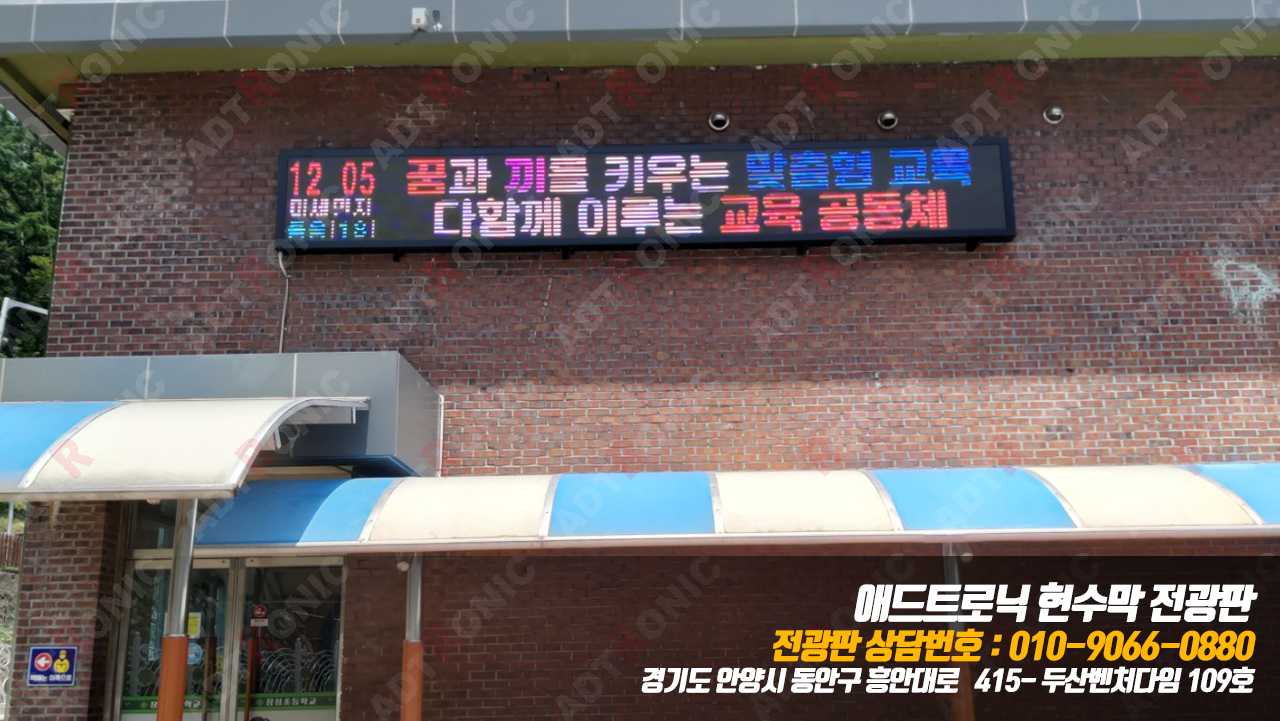 12 05
미세먼지
꿈과 끼를 키우는 맞춤형 교육
다함께 이루는 교육 공동체
애드트로닉 현수막 전광판
전광판 상담번호 : 010-9066-0880
경기도 안양시 동안구 흥안대로 415- 두산벤처다임 109호
ADTRONIC